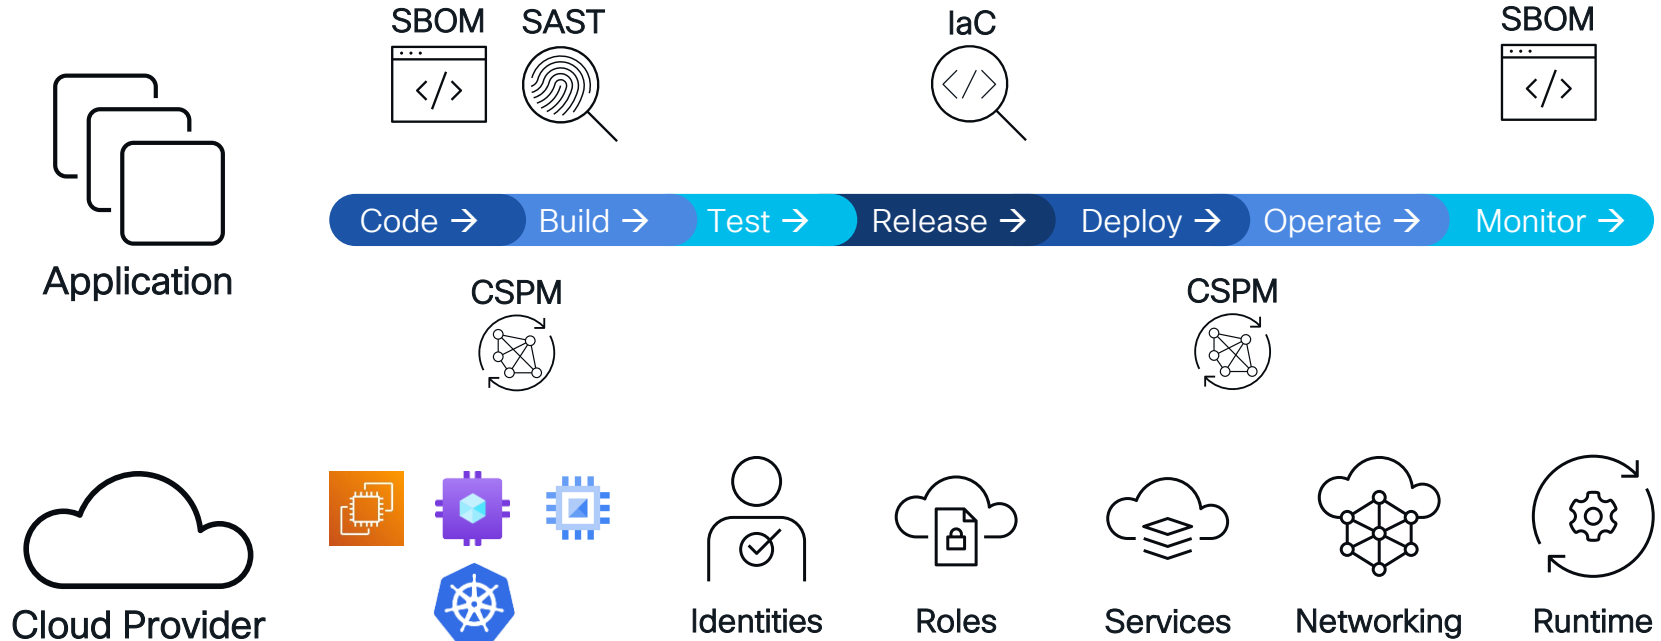 SBOM SAST IaC SBOM
</>
</>
</>
Application
Code → Build → Test → Release → Deploy → Operate → Monitor →
CSPM CSPM
Cloud Provider
Identities Roles Services Networking Runtime